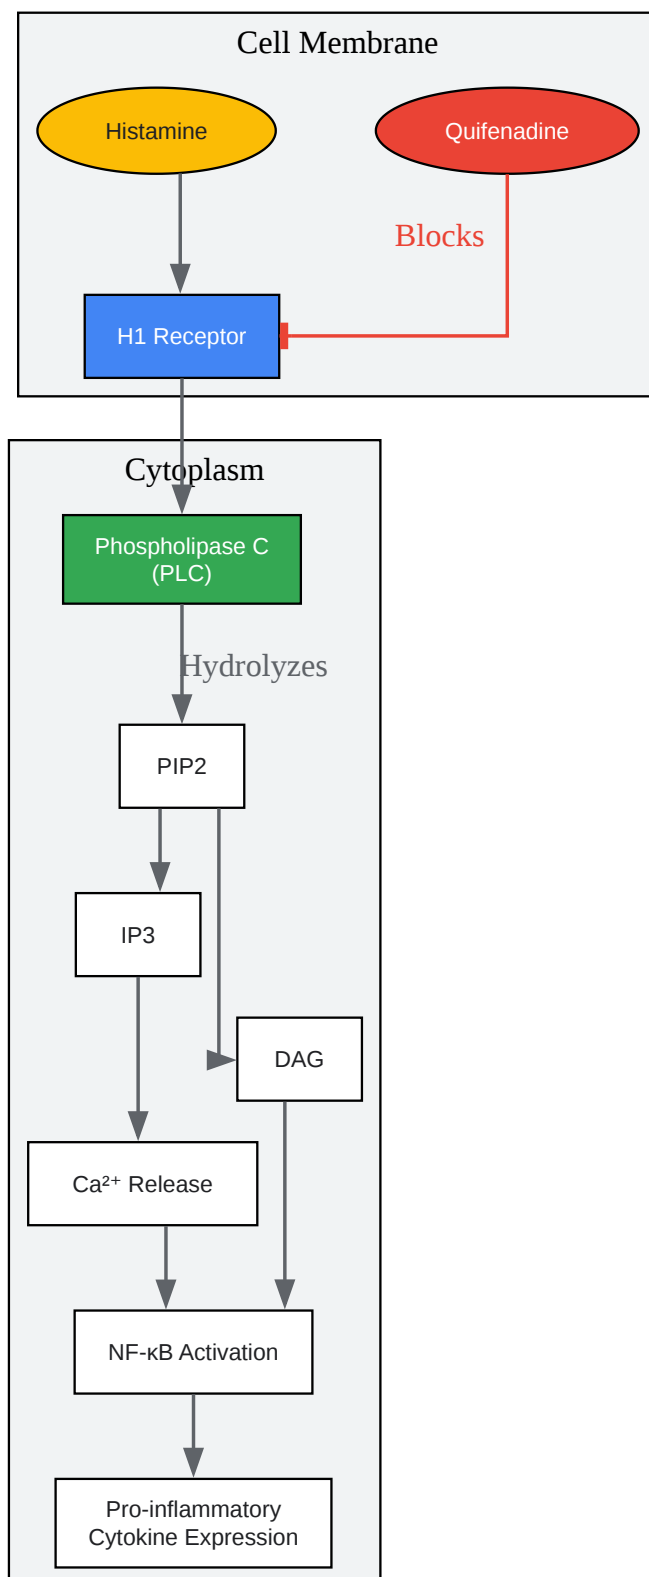 Cell Membrane
Histamine
Quifenadine
Blocks
H1 Receptor
Cytoplasm
Phospholipase C
(PLC)
Hydrolyzes
PIP2
IP3
DAG
Ca²⁺ Release
NF-κB Activation
Pro-inflammatory
Cytokine Expression